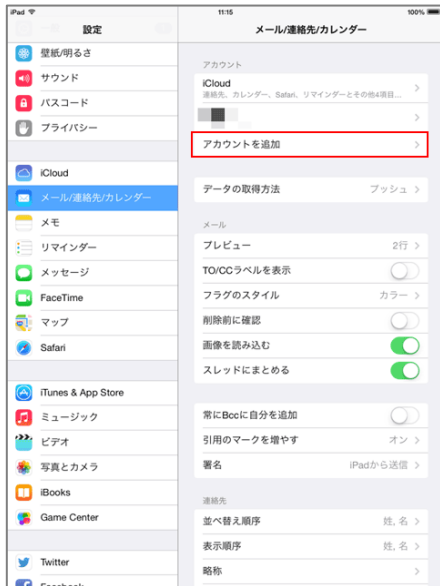 iPad 11:15 100%
設定
壁紙/明るさ
サウンド
パスコード
プライバシー
iCloud
メール/連絡先/カレンダー
メモ
リマインダー
メッセージ
FaceTime
マップ
Safari
iTunes & App Store
ミュージック
ビデオ
写真とカメラ
iBooks
Game Center
Twitter
Facebook
メール/連絡先/カレンダー
アカウント
iCloud
連絡先、カレンダー、Safari、リマインダーとその他4項目...
アカウントを追加
データの取得方法 プッシュ
メール
プレビュー 2行
TO/CCラベルを表示
フラグのスタイル カラー
削除前に確認
画像を読み込む
スレッドにまとめる
常にBccに自分を追加
引用のマークを増やす オン
署名 iPadから送信
連絡先
並べ替え順序 姓, 名
表示順序 姓, 名
略称